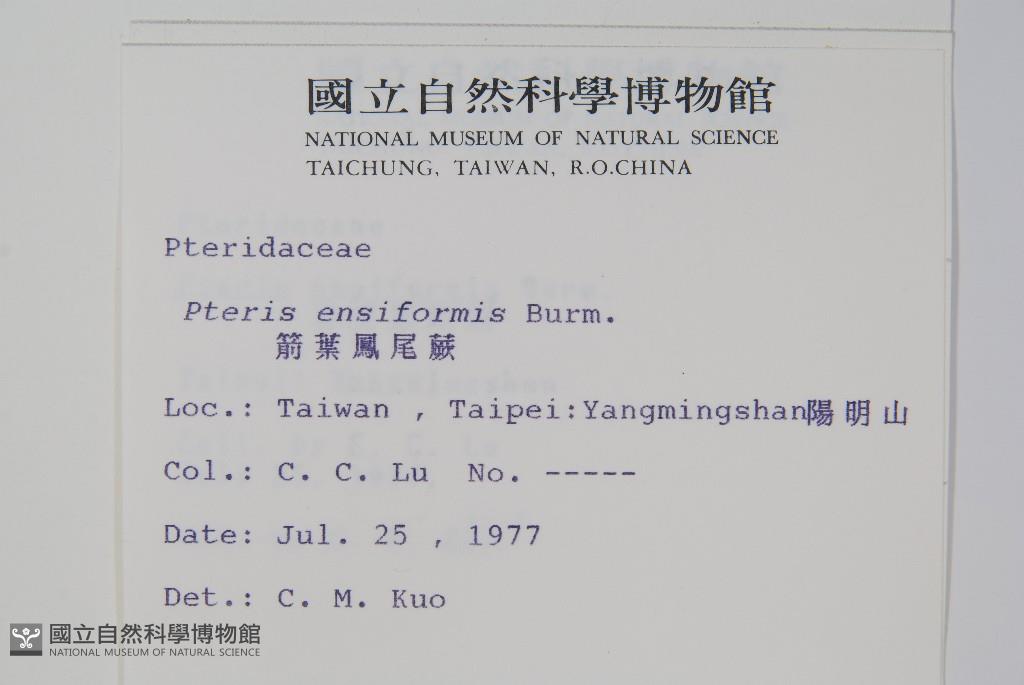 國立自然科學博物館
NATIONAL MUSEUM OF NATURAL SCIENCE
TAICHUNG, TAIWAN, R.O.CHINA
Pteridaceae
Pteris ensiformis Burm.
箭葉鳳尾蕨
Loc.: Taiwan , Taipei:Yangmingshan陽明山
Col.: C. C. Lu No. -----
Date: Jul. 25 , 1977
Det.: C. M. Kuo
國立自然科學博物館
NATIONAL MUSEUM OF NATURAL SCIENCE